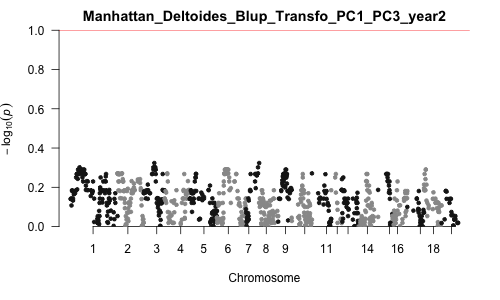 Manhattan_Deltoides_Blup_Transfo_PC1_PC3_year2
1.0
0.8
0.6
0.4
0.2
0.0
− log10(p)
1 2 3 4 5 6 7 8 9 11 14 16 18
Chromosome